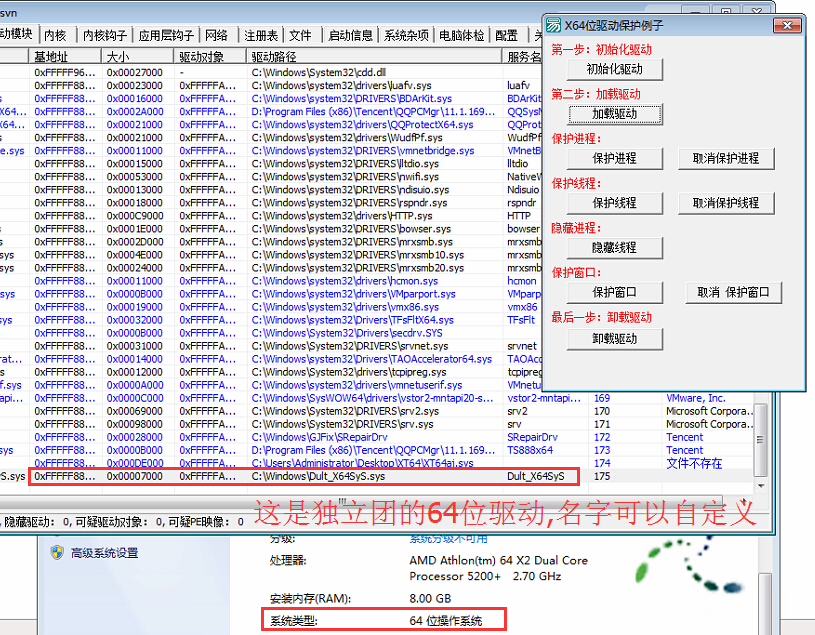 svn
动模块 内核 内核钩子 应用层钩子 网络 注册表 文件 启动信息 系统杂项 电脑体检 配置 关
基地址 大小 驱动对象 驱动路径 服务名
0xFFFFF96... 0x00027000 - C:\Windows\System32\cdd.dll
0xFFFFF88... 0x00023000 0xFFFFFA... C:\Windows\system32\drivers\luafv.sys luafv
0xFFFFF88... 0x00016000 0xFFFFFA... C:\Windows\system32\DRIVERS\BDArKit.sys BDArKit
X64... 0xFFFFF88... 0x0002A000 0xFFFFFA... D:\Program Files (x86)\Tencent\QQPCMgr\11.1.169... QQSysM
4... 0xFFFFF88... 0x00021000 0xFFFFFA... C:\Windows\system32\drivers\QQProtectX64.sys QQProt
0xFFFFF88... 0x00021000 0xFFFFFA... C:\Windows\system32\drivers\WudfPf.sys WudfPf
e.sys 0xFFFFF88... 0x00011000 0xFFFFFA... C:\Windows\system32\DRIVERS\vmnetbridge.sys VMnetB
0xFFFFF88... 0x00015000 0xFFFFFA... C:\Windows\system32\DRIVERS\lltdio.sys lltdio
0xFFFFF88... 0x00053000 0xFFFFFA... C:\Windows\system32\DRIVERS\nwifi.sys NativeW
0xFFFFF88... 0x00013000 0xFFFFFA... C:\Windows\system32\DRIVERS\ndisuio.sys Ndisuio
0xFFFFF88... 0x00018000 0xFFFFFA... C:\Windows\system32\DRIVERS\rspndr.sys rspndr
0xFFFFF88... 0x000C9000 0xFFFFFA... C:\Windows\system32\drivers\HTTP.sys HTTP
0xFFFFF88... 0x0001E000 0xFFFFFA... C:\Windows\system32\DRIVERS\bowser.sys bowser
0xFFFFF88... 0x0002D000 0xFFFFFA... C:\Windows\system32\DRIVERS\mrxsmb.sys mrxsmb
sys 0xFFFFF88... 0x0004E000 0xFFFFFA... C:\Windows\system32\DRIVERS\mrxsmb10.sys mrxsmb
sys 0xFFFFF88... 0x00024000 0xFFFFFA... C:\Windows\system32\DRIVERS\mrxsmb20.sys mrxsmb
0xFFFFF88... 0x00011000 0xFFFFFA... C:\Windows\system32\drivers\hcmon.sys hcmon
sys 0xFFFFF88... 0x0000B000 0xFFFFFA... C:\Windows\system32\drivers\VMparport.sys VMparp
0xFFFFF88... 0x00019000 0xFFFFFA... C:\Windows\system32\drivers\vmx86.sys vmx86
sys 0xFFFFF88... 0x00032000 0xFFFFFA... C:\Windows\system32\DRIVERS\TFsFltX64.sys TFsFlt
0xFFFFF88... 0x0000B000 0xFFFFFA... C:\Windows\System32\Drivers\secdrv.SYS
0xFFFFF88... 0x00031000 0xFFFFFA... C:\Windows\System32\DRIVERS\srvnet.sys srvnet
rat... 0xFFFFF88... 0x00014000 0xFFFFFA... C:\Windows\system32\drivers\TAOAccelerator64.sys TAOAcc
0xFFFFF88... 0x00012000 0xFFFFFA... C:\Windows\System32\drivers\tcpipreg.sys tcpipreg
f.sys 0xFFFFF88... 0x0000A000 0xFFFFFA... C:\Windows\system32\drivers\vmnetuserif.sys VMnetu
api... 0xFFFFF88... 0x0000C000 0xFFFFFA... C:\Windows\SysWOW64\drivers\vstor2-mntapi20-s... vstor2-mntapi... 169 VMware, Inc.
0xFFFFF88... 0x00069000 0xFFFFFA... C:\Windows\System32\DRIVERS\srv2.sys srv2 170 Microsoft Corpora...
0xFFFFF88... 0x00098000 0xFFFFFA... C:\Windows\System32\DRIVERS\srv.sys srv 171 Microsoft Corpora...
0xFFFFF88... 0x00028000 0xFFFFFA... C:\Windows\GJFix\SRepairDrv SRepairDrv 172 Tencent
sys 0xFFFFF88... 0x0000B000 0xFFFFFA... D:\Program Files (x86)\Tencent\QQPCMgr\11.1.169... TS888x64 173 Tencent
0xFFFFF88... 0x000DE000 0xFFFFFA... C:\Users\Administrator\Desktop\XT64\XT64ai.sys 174 文件不存在
S.sys 0xFFFFF88... 0x00007000 0xFFFFFA... C:\Windows\Dult_X64SyS.sys Dult_X64SyS 175
,隐藏驱动: 0,可疑驱动对象: 0,可疑PE映像: 0
这是独立团的64位驱动,名字可以自定义
X64位驱动保护例子
第一步：初始化驱动
初始化驱动
第二步：加载驱动
加载驱动
保护进程：
保护进程 取消保护进程
保护线程：
保护线程 取消保护线程
隐藏进程：
隐藏线程
保护窗口：
保护窗口 取消 保护窗口
最后一步：卸载驱动
卸载驱动
高级系统设置
分级: 系统分级不可用
处理器: AMD Athlon(tm) 64 X2 Dual Core
Processor 5200+ 2.70 GHz
安装内存(RAM): 8.00 GB
系统类型: 64 位操作系统